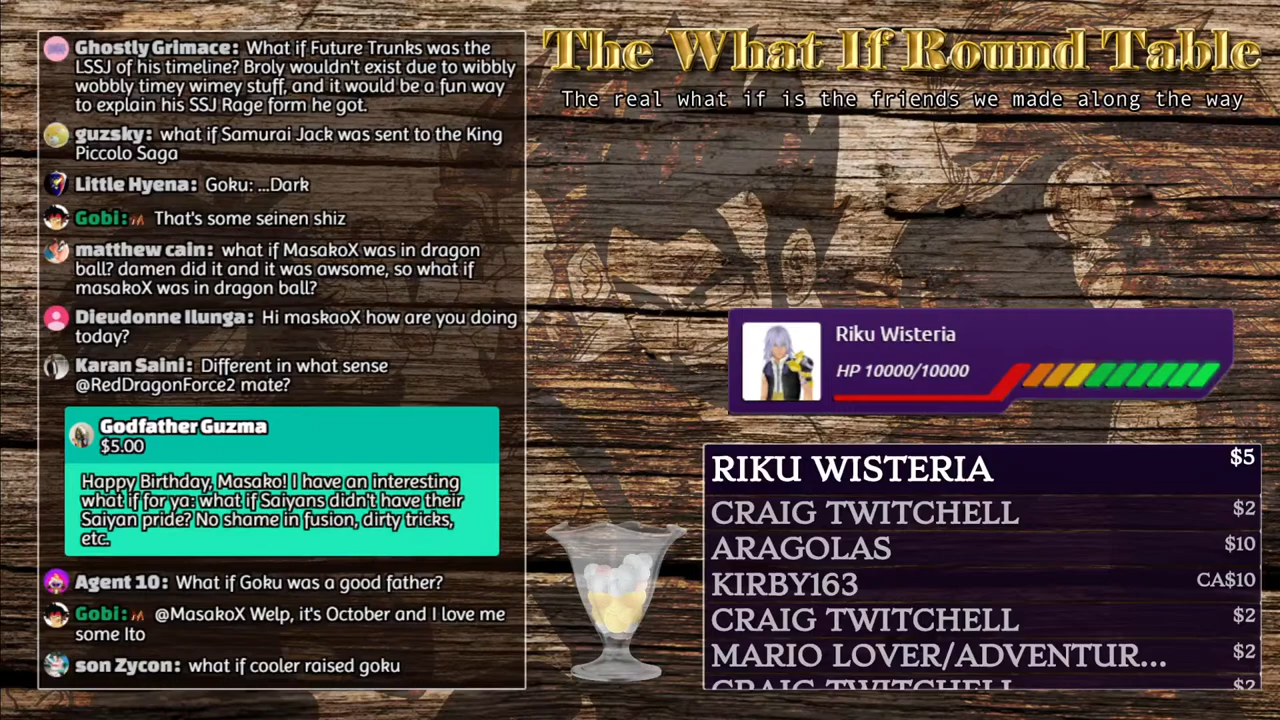 Ghostly Grimace: What if Future Trunks was the
LSSJ of his timeline? Broly wouldn't exist due to wibbly
wobbly timey wimey stuff, and it would be a fun way
to explain his SSJ Rage form he got.
guzsky: what if Samurai Jack was sent to the King
Piccolo Saga
Little Hyena: Goku: ...Dark
Gobi: That's some seinen shiz
matthew cain: what if MasakoX was in dragon
ball? damen did it and it was awsome, so what if
masakoX was in dragon ball?
Dieudonne Ilunga: Hi maskaoX how are you doing
today?
Karan Saini: Different in what sense
@RedDragonForce2 mate?
Godfather Guzma
$5.00
Happy Birthday, Masako! I have an interesting
what if for ya: what if Saiyans didn't have their
Saiyan pride? No shame in fusion, dirty tricks,
etc.
Agent 10: What if Goku was a good father?
Gobi: @MasakoX Welp, it's October and I love me
some Ito
son Zycon: what if cooler raised goku
The What If Round Table
The real what if is the friends we made along the way
Riku Wisteria
HP 10000/10000
RIKU WISTERIA $5
CRAIG TWITCHELL $2
ARAGOLAS $10
KIRBY163 CA$10
CRAIG TWITCHELL $2
MARIO LOVER/ADVENTUR... $2
CRAIG TWITCHELL $2